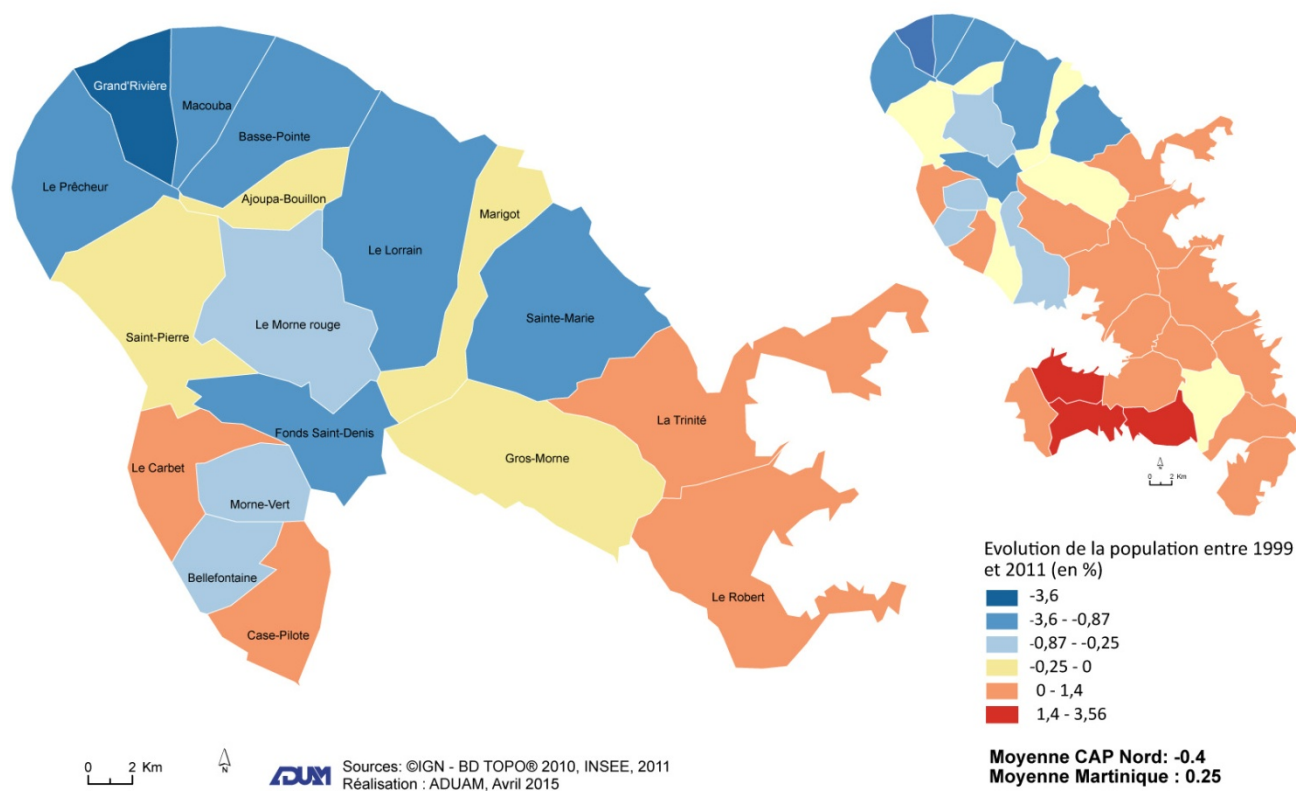 Grand'Rivière
Macouba
Basse-Pointe
Le Prêcheur
Ajoupa-Bouillon
Marigot
Le Lorrain
Sainte-Marie
Le Morne rouge
Saint-Pierre
La Trinité
Fonds Saint-Denis
Gros-Morne
Le Carbet
Morne-Vert
Bellefontaine
Le Robert
Case-Pilote
N
0 2 Km
Evolution de la population entre 1999
et 2011 (en %)
-3,6
-3,6 - -0,87
-0,87 - -0,25
-0,25 - 0
0 - 1,4
1,4 - 3,56
Moyenne CAP Nord: -0.4
Moyenne Martinique : 0.25
0 2 Km
N
ADUAM
Sources: ©IGN - BD TOPO® 2010, INSEE, 2011
Réalisation : ADUAM, Avril 2015